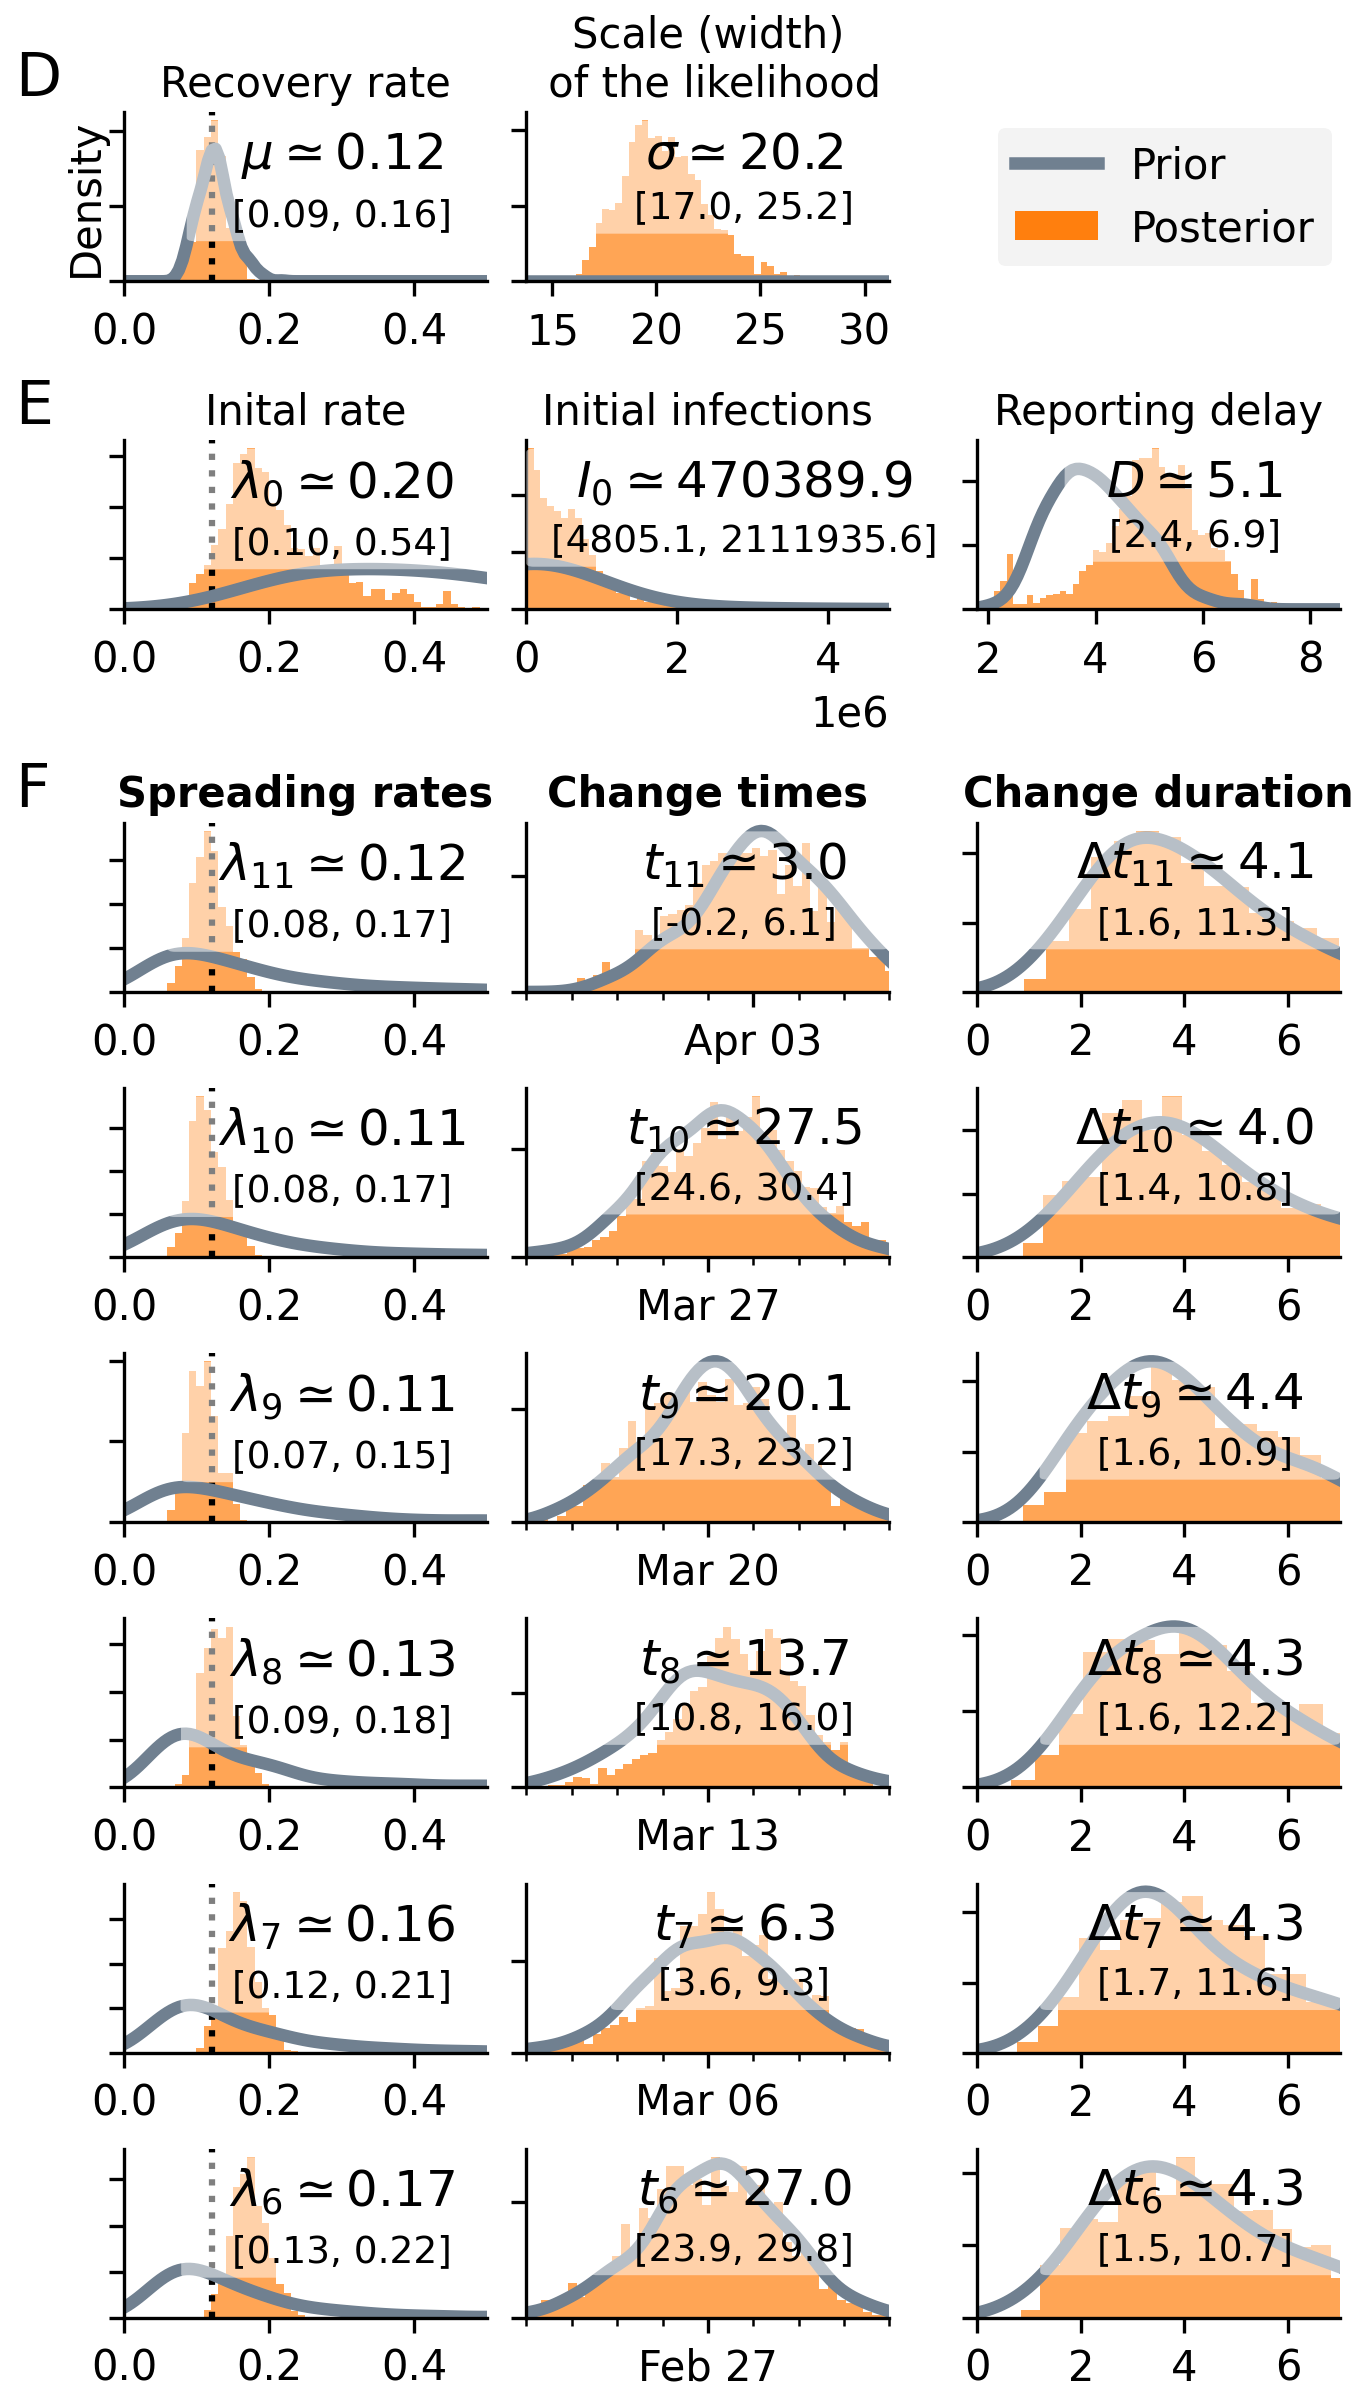 D
Recovery rate
Scale (width)
of the likelihood
Density
μ ≃ 0.12
[0.09, 0.16]
0.0 0.2 0.4
σ ≃ 20.2
[17.0, 25.2]
15 20 25 30
Prior
Posterior
E
Inital rate
λ0 ≃ 0.20
[0.10, 0.54]
0.0 0.2 0.4
Initial infections
I0 ≃ 470389.9
[4805.1, 2111935.6]
0 2 4
1e6
Reporting delay
D ≃ 5.1
[2.4, 6.9]
2 4 6 8
F
Spreading rates
Change times
Change duration
λ11 ≃ 0.12
[0.08, 0.17]
0.0 0.2 0.4
t11 ≃ 3.0
[-0.2, 6.1]
Apr 03
Δt11 ≃ 4.1
[1.6, 11.3]
0 2 4 6
λ10 ≃ 0.11
[0.08, 0.17]
0.0 0.2 0.4
t10 ≃ 27.5
[24.6, 30.4]
Mar 27
Δt10 ≃ 4.0
[1.4, 10.8]
0 2 4 6
λ9 ≃ 0.11
[0.07, 0.15]
0.0 0.2 0.4
t9 ≃ 20.1
[17.3, 23.2]
Mar 20
Δt9 ≃ 4.4
[1.6, 10.9]
0 2 4 6
λ8 ≃ 0.13
[0.09, 0.18]
0.0 0.2 0.4
t8 ≃ 13.7
[10.8, 16.0]
Mar 13
Δt8 ≃ 4.3
[1.6, 12.2]
0 2 4 6
λ7 ≃ 0.16
[0.12, 0.21]
0.0 0.2 0.4
t7 ≃ 6.3
[3.6, 9.3]
Mar 06
Δt7 ≃ 4.3
[1.7, 11.6]
0 2 4 6
λ6 ≃ 0.17
[0.13, 0.22]
0.0 0.2 0.4
t6 ≃ 27.0
[23.9, 29.8]
Feb 27
Δt6 ≃ 4.3
[1.5, 10.7]
0 2 4 6